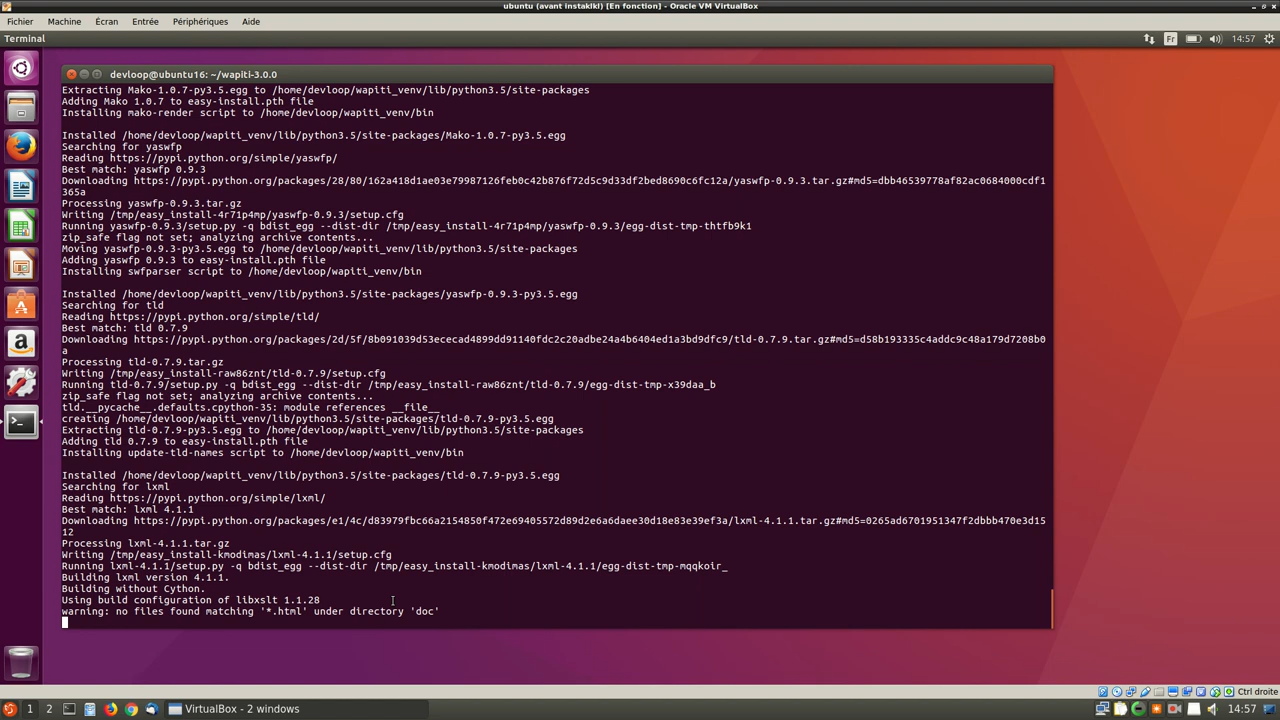 ubuntu (avant instaklkl) [En fonction] - Oracle VM VirtualBox
Fichier Machine Écran Entrée Périphériques Aide
Terminal Fr 14:57
devloop@ubuntu16: ~/wapiti-3.0.0
Extracting Mako-1.0.7-py3.5.egg to /home/devloop/wapiti_venv/lib/python3.5/site-packages
Adding Mako 1.0.7 to easy-install.pth file
Installing mako-render script to /home/devloop/wapiti_venv/bin
Installed /home/devloop/wapiti_venv/lib/python3.5/site-packages/Mako-1.0.7-py3.5.egg
Searching for yaswfp
Reading https://pypi.python.org/simple/yaswfp/
Best match: yaswfp 0.9.3
Downloading https://pypi.python.org/packages/28/80/162a418d1ae03e79987126feb0c42b876f72d5c9d33df2bed8690c6fc12a/yaswfp-0.9.3.tar.gz#md5=dbb46539778af82ac0684000cdf1
365a
Processing yaswfp-0.9.3.tar.gz
Writing /tmp/easy_install-4r71p4mp/yaswfp-0.9.3/setup.cfg
Running yaswfp-0.9.3/setup.py -q bdist_egg --dist-dir /tmp/easy_install-4r71p4mp/yaswfp-0.9.3/egg-dist-tmp-thtfb9k1
zip_safe flag not set; analyzing archive contents...
Moving yaswfp-0.9.3-py3.5.egg to /home/devloop/wapiti_venv/lib/python3.5/site-packages
Adding yaswfp 0.9.3 to easy-install.pth file
Installing swfparser script to /home/devloop/wapiti_venv/bin
Installed /home/devloop/wapiti_venv/lib/python3.5/site-packages/yaswfp-0.9.3-py3.5.egg
Searching for tld
Reading https://pypi.python.org/simple/tld/
Best match: tld 0.7.9
Downloading https://pypi.python.org/packages/2d/5f/8b091039d53ececad4899dd91140fdc2c20adbe24a4b6404ed1a3bd9dfc9/tld-0.7.9.tar.gz#md5=d58b193335c4addc9c48a179d7208b0
a
Processing tld-0.7.9.tar.gz
Writing /tmp/easy_install-raw86znt/tld-0.7.9/setup.cfg
Running tld-0.7.9/setup.py -q bdist_egg --dist-dir /tmp/easy_install-raw86znt/tld-0.7.9/egg-dist-tmp-x39daa_b
zip_safe flag not set; analyzing archive contents...
tld.__pycache__.defaults.cpython-35: module references __file__
creating /home/devloop/wapiti_venv/lib/python3.5/site-packages/tld-0.7.9-py3.5.egg
Extracting tld-0.7.9-py3.5.egg to /home/devloop/wapiti_venv/lib/python3.5/site-packages
Adding tld 0.7.9 to easy-install.pth file
Installing update-tld-names script to /home/devloop/wapiti_venv/bin
Installed /home/devloop/wapiti_venv/lib/python3.5/site-packages/tld-0.7.9-py3.5.egg
Searching for lxml
Reading https://pypi.python.org/simple/lxml/
Best match: lxml 4.1.1
Downloading https://pypi.python.org/packages/e1/4c/d83979fbc66a2154850f472e69405572d89d2e6a6daee30d18e83e39ef3a/lxml-4.1.1.tar.gz#md5=0265ad6701951347f2dbbb470e3d15
12
Processing lxml-4.1.1.tar.gz
Writing /tmp/easy_install-kmodimas/lxml-4.1.1/setup.cfg
Running lxml-4.1.1/setup.py -q bdist_egg --dist-dir /tmp/easy_install-kmodimas/lxml-4.1.1/egg-dist-tmp-mqqkoir_
Building lxml version 4.1.1.
Building without Cython.
Using build configuration of libxslt 1.1.28
warning: no files found matching '*.html' under directory 'doc'
Ctrl droite
1 2 VirtualBox - 2 windows 14:57